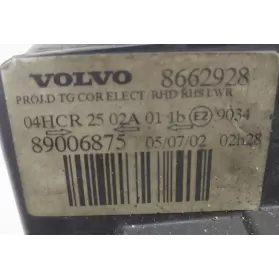 VOLVO 8662928
PROJ.D TG COR ELECT / RHD RHS LWR
04HCR 25 02A 01 1b E2 9034
89006875 05/07/02 02h28